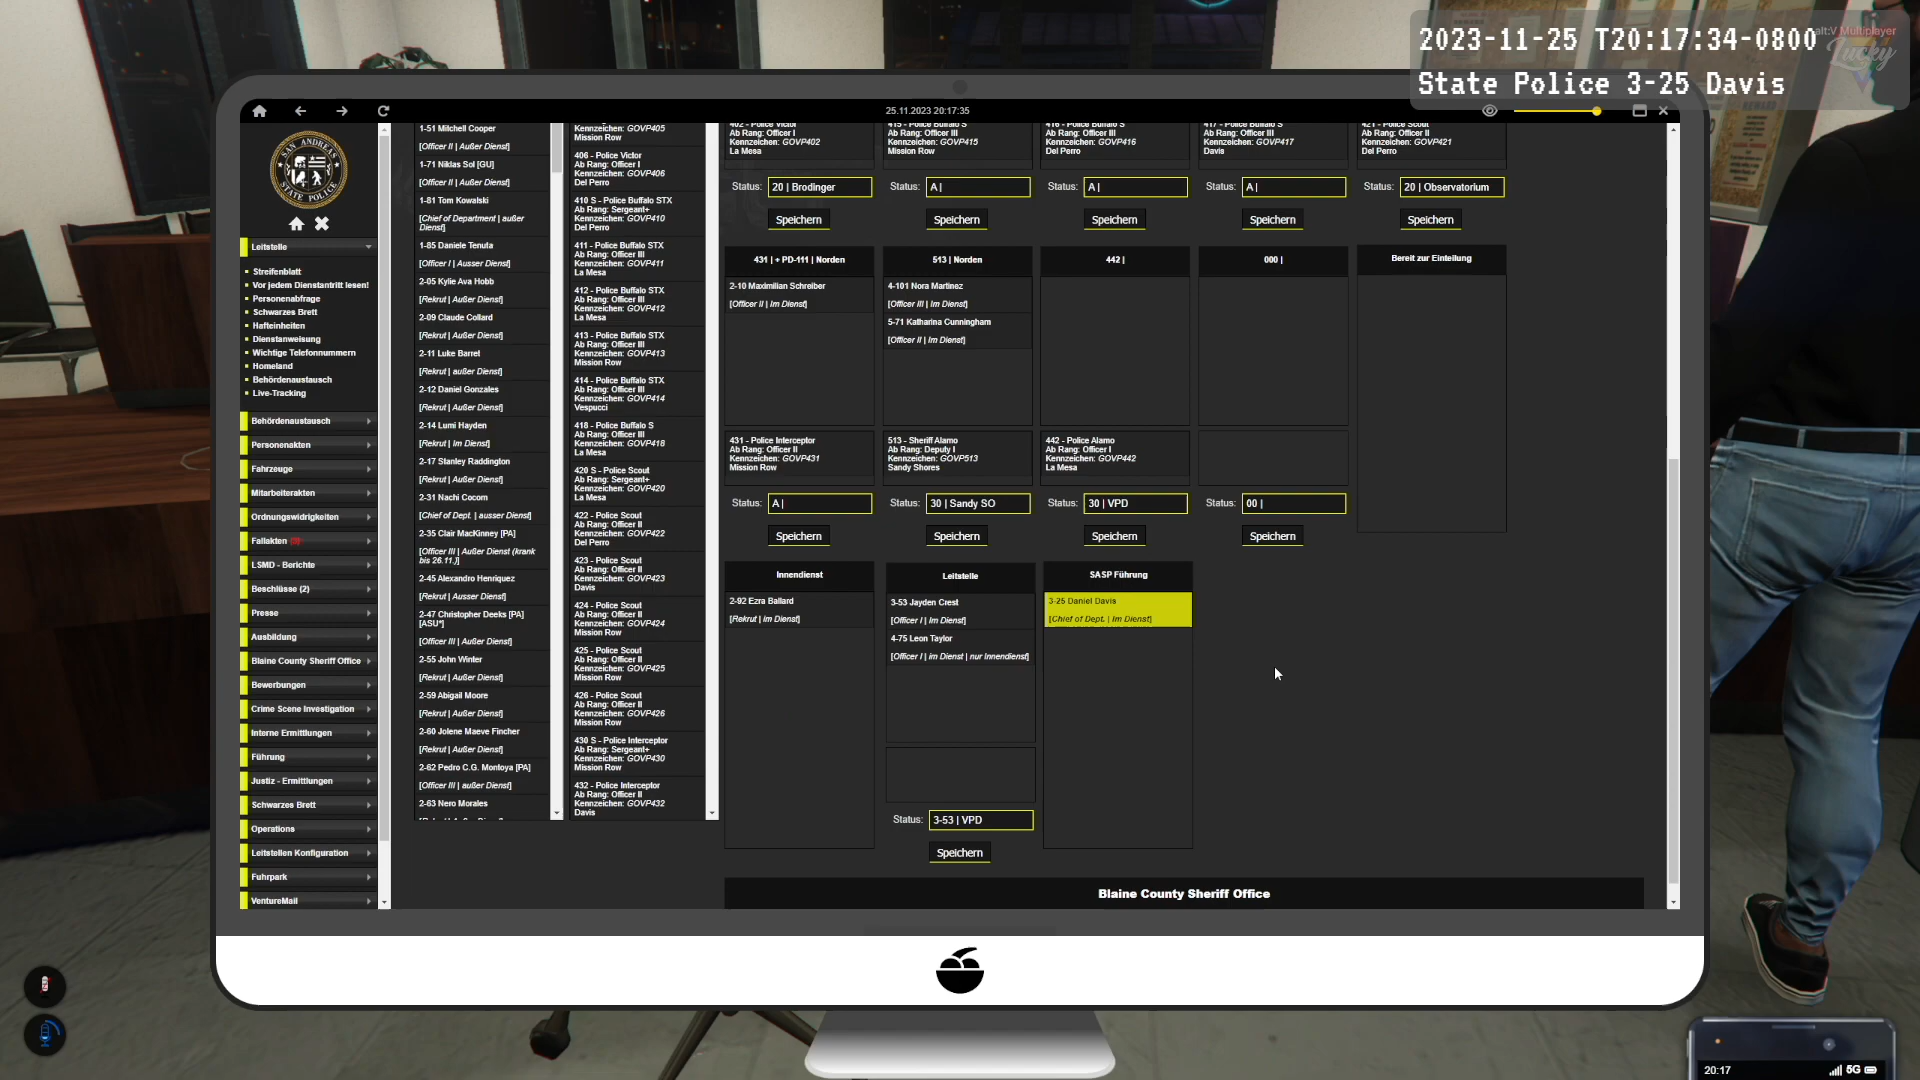 2023-11-25 T20:17:34-0800
State Police 3-25 Davis
alt:V Multiplayer
Lucky
25.11.2023 20:17:35
SAN ANDREAS
STATE POLICE
Leitstelle
Streifenblatt
Vor jedem Dienstantritt lesen!
Personenabfrage
Schwarzes Brett
Hafteinheiten
Dienstanweisung
Wichtige Telefonnummern
Homeland
Behördenaustausch
Live-Tracking
Behördenaustausch
Personenakten
Fahrzeuge
Mitarbeiterakten
Ordnungswidrigkeiten
Fallakten
LSMD - Berichte
Beschlüsse (2)
Presse
Ausbildung
Blaine County Sheriff Office
Bewerbungen
Crime Scene Investigation
Interne Ermittlungen
Führung
Justiz - Ermittlungen
Schwarzes Brett
Operations
Leitstellen Konfiguration
Fuhrpark
VentureMail
1-51 Mitchell Cooper
[Officer II | Außer Dienst]
1-71 Niklas Sol [GU]
[Officer II | Außer Dienst]
1-81 Tom Kowalski
[Chief of Department | außer
Dienst]
1-85 Daniele Tenuta
[Officer I | Ausser Dienst]
2-05 Kylie Ava Hobb
[Rekrut | Außer Dienst]
2-09 Claude Collard
[Rekrut | Außer Dienst]
2-11 Luke Barrel
[Rekrut | außer Dienst]
2-12 Daniel Gonzales
[Rekrut | Außer Dienst]
2-14 Lumi Hayden
[Rekrut | Im Dienst]
2-17 Stanley Raddington
[Rekrut | Außer Dienst]
2-31 Nachi Cocom
[Chief of Dept. | ausser Dienst]
2-35 Clair MacKinney [PA]
[Officer III | Außer Dienst (krank
bis 26.11.)]
2-45 Alexandro Henriquez
[Rekrut | Ausser Dienst]
2-47 Christopher Deeks [PA]
[ASU*]
[Officer III | Außer Dienst]
2-55 John Winter
[Rekrut | Außer Dienst]
2-59 Abigail Moore
[Rekrut | Außer Dienst]
2-60 Jolene Maeve Fincher
[Rekrut | Außer Dienst]
2-62 Pedro C.G. Montoya [PA]
[Officer III | außer Dienst]
2-63 Nero Morales
Kennzeichen: GOVP405
Mission Row
406 - Police Victor
Ab Rang: Officer I
Kennzeichen: GOVP406
Del Perro
410 S - Police Buffalo STX
Ab Rang: Sergeant+
Kennzeichen: GOVP410
Del Perro
411 - Police Buffalo STX
Ab Rang: Officer III
Kennzeichen: GOVP411
La Mesa
412 - Police Buffalo STX
Ab Rang: Officer III
Kennzeichen: GOVP412
La Mesa
413 - Police Buffalo STX
Ab Rang: Officer III
Kennzeichen: GOVP413
Mission Row
414 - Police Buffalo STX
Ab Rang: Officer III
Kennzeichen: GOVP414
Vespucci
418 - Police Buffalo S
Ab Rang: Officer III
Kennzeichen: GOVP418
La Mesa
420 S - Police Scout
Ab Rang: Sergeant+
Kennzeichen: GOVP420
La Mesa
422 - Police Scout
Ab Rang: Officer II
Kennzeichen: GOVP422
Del Perro
423 - Police Scout
Ab Rang: Officer II
Kennzeichen: GOVP423
Davis
424 - Police Scout
Ab Rang: Officer II
Kennzeichen: GOVP424
Mission Row
425 - Police Scout
Ab Rang: Officer II
Kennzeichen: GOVP425
Mission Row
426 - Police Scout
Ab Rang: Officer II
Kennzeichen: GOVP426
Mission Row
430 S - Police Interceptor
Ab Rang: Sergeant+
Kennzeichen: GOVP430
Mission Row
432 - Police Interceptor
Ab Rang: Officer II
Kennzeichen: GOVP432
Davis
402 - Police Victor
Ab Rang: Officer I
Kennzeichen: GOVP402
La Mesa
Status: 20 | Brodinger
Speichern
415 - Police Buffalo S
Ab Rang: Officer III
Kennzeichen: GOVP415
Mission Row
Status: A |
Speichern
416 - Police Buffalo S
Ab Rang: Officer III
Kennzeichen: GOVP416
Del Perro
Status: A |
Speichern
417 - Police Buffalo S
Ab Rang: Officer III
Kennzeichen: GOVP417
Davis
Status: A |
Speichern
421 - Police Scout
Ab Rang: Officer II
Kennzeichen: GOVP421
Del Perro
Status: 20 | Observatorium
Speichern
431 | + PD-111 | Norden
2-10 Maximilian Schreiber
[Officer II | Im Dienst]
431 - Police Interceptor
Ab Rang: Officer II
Kennzeichen: GOVP431
Mission Row
Status: A |
Speichern
513 | Norden
4-101 Nora Martinez
[Officer III | Im Dienst]
5-71 Katharina Cunningham
[Officer II | Im Dienst]
513 - Sheriff Alamo
Ab Rang: Deputy I
Kennzeichen: GOVP513
Sandy Shores
Status: 30 | Sandy SO
Speichern
442 |
442 - Police Alamo
Ab Rang: Officer I
Kennzeichen: GOVP442
La Mesa
Status: 30 | VPD
Speichern
000 |
Status: 00 |
Speichern
Bereit zur Einteilung
Innendienst
2-92 Ezra Ballard
[Rekrut | im Dienst]
Leitstelle
3-53 Jayden Crest
[Officer I | Im Dienst]
4-75 Leon Taylor
[Officer I | im Dienst | nur Innendienst]
Status: 3-53 | VPD
Speichern
SASP Führung
3-25 Daniel Davis
[Chief of Dept. | Im Dienst]
Blaine County Sheriff Office
20:17
5G